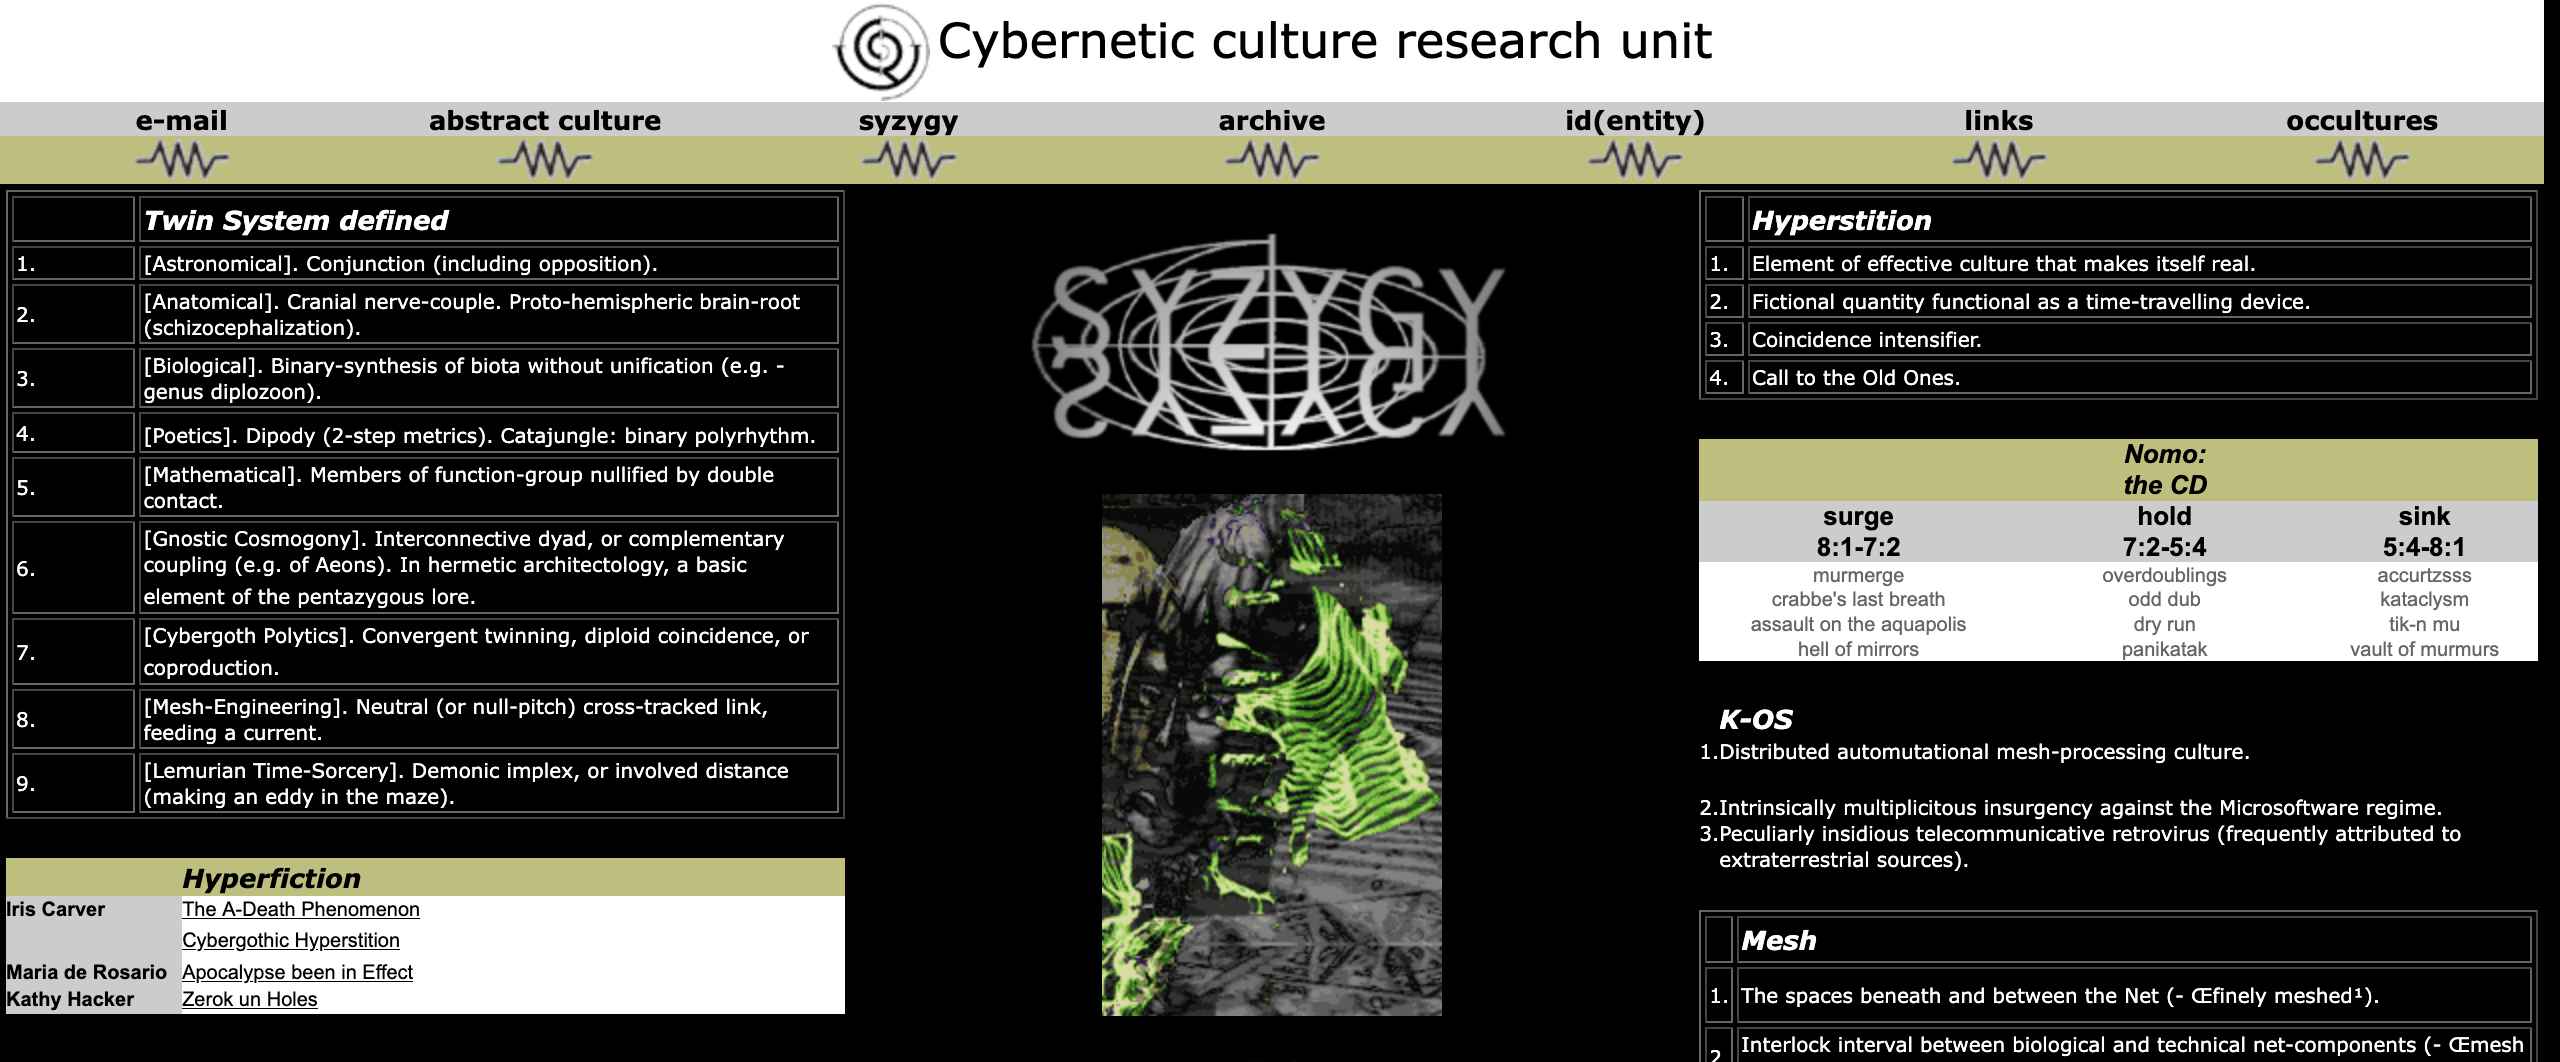 Cybernetic culture research unit
e-mail abstract culture syzygy archive id(entity) links occultures
Twin System defined
1. [Astronomical]. Conjunction (including opposition).
2. [Anatomical]. Cranial nerve-couple. Proto-hemispheric brain-root
(schizocephalization).
3. [Biological]. Binary-synthesis of biota without unification (e.g. -
genus diplozoon).
4. [Poetics]. Dipody (2-step metrics). Catajungle: binary polyrhythm.
5. [Mathematical]. Members of function-group nullified by double
contact.
6. [Gnostic Cosmogony]. Interconnective dyad, or complementary
coupling (e.g. of Aeons). In hermetic architectology, a basic
element of the pentazygous lore.
7. [Cybergoth Polytics]. Convergent twinning, diploid coincidence, or
coproduction.
8. [Mesh-Engineering]. Neutral (or null-pitch) cross-tracked link,
feeding a current.
9. [Lemurian Time-Sorcery]. Demonic implex, or involved distance
(making an eddy in the maze).
Hyperfiction
Iris Carver The A-Death Phenomenon
Cybergothic Hyperstition
Maria de Rosario Apocalypse been in Effect
Kathy Hacker Zerok un Holes
SYZYGY
Hyperstition
1. Element of effective culture that makes itself real.
2. Fictional quantity functional as a time-travelling device.
3. Coincidence intensifier.
4. Call to the Old Ones.
Nomo:
the CD
surge hold sink
8:1-7:2 7:2-5:4 5:4-8:1
murmerge overdoublings accurtzsss
crabbe's last breath odd dub kataclysm
assault on the aquapolis dry run tik-n mu
hell of mirrors panikatak vault of murmurs
K-OS
1.Distributed automutational mesh-processing culture.
2.Intrinsically multiplicitous insurgency against the Microsoftware regime.
3.Peculiarly insidious telecommunicative retrovirus (frequently attributed to
extraterrestrial sources).
Mesh
1. The spaces beneath and between the Net (- Œfinely meshed¹).
2 Interlock interval between biological and technical net-components (- Œmesh